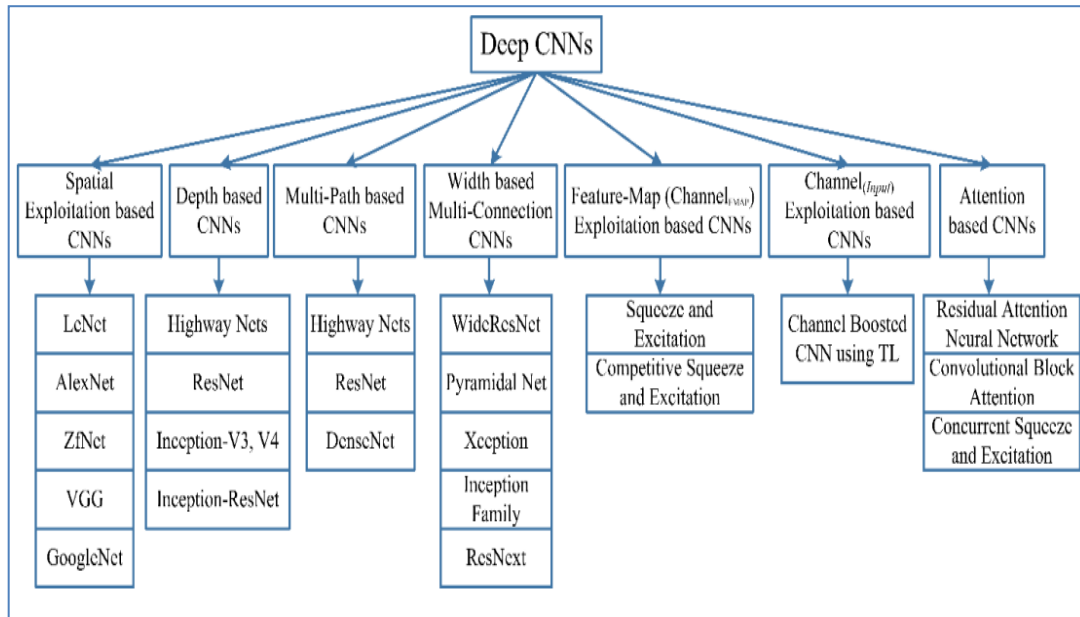 Deep CNNs
Spatial
Exploitation based
CNNs
Depth based
CNNs
Multi-Path based
CNNs
Width based
Multi-Connection
CNNs
Feature-Map (Channel FMAP)
Exploitation based CNNs
Channel(Input)
Exploitation based
CNNs
Attention
based CNNs
LeNet
AlexNet
ZfNet
VGG
GoogleNet
Highway Nets
ResNet
Inception-V3, V4
Inception-ResNet
Highway Nets
ResNet
DenseNet
WideResNet
Pyramidal Net
Xception
Inception
Family
ResNext
Squeeze and
Excitation
Competitive Squeeze
and Excitation
Channel Boosted
CNN using TL
Residual Attention
Neural Network
Convolutional Block
Attention
Concurrent Squeeze
and Excitation